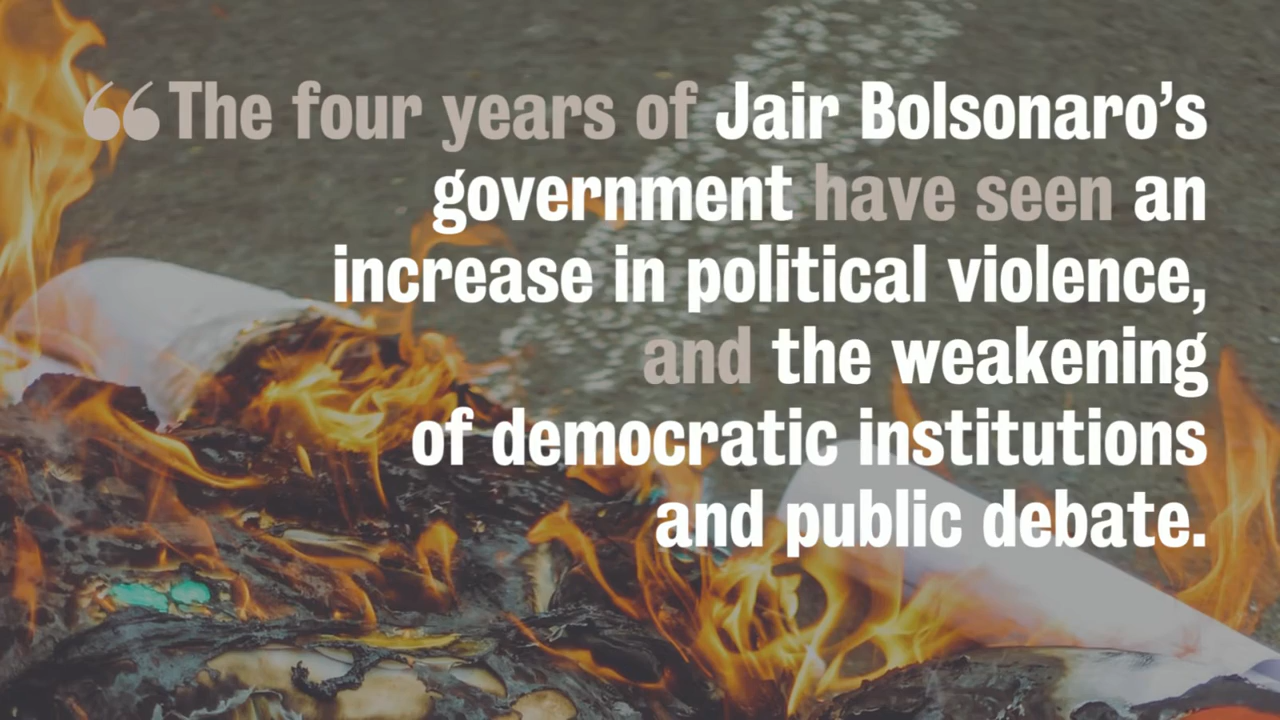 “The four years of Jair Bolsonaro’s
government have seen an
increase in political violence,
and the weakening
of democratic institutions
and public debate.